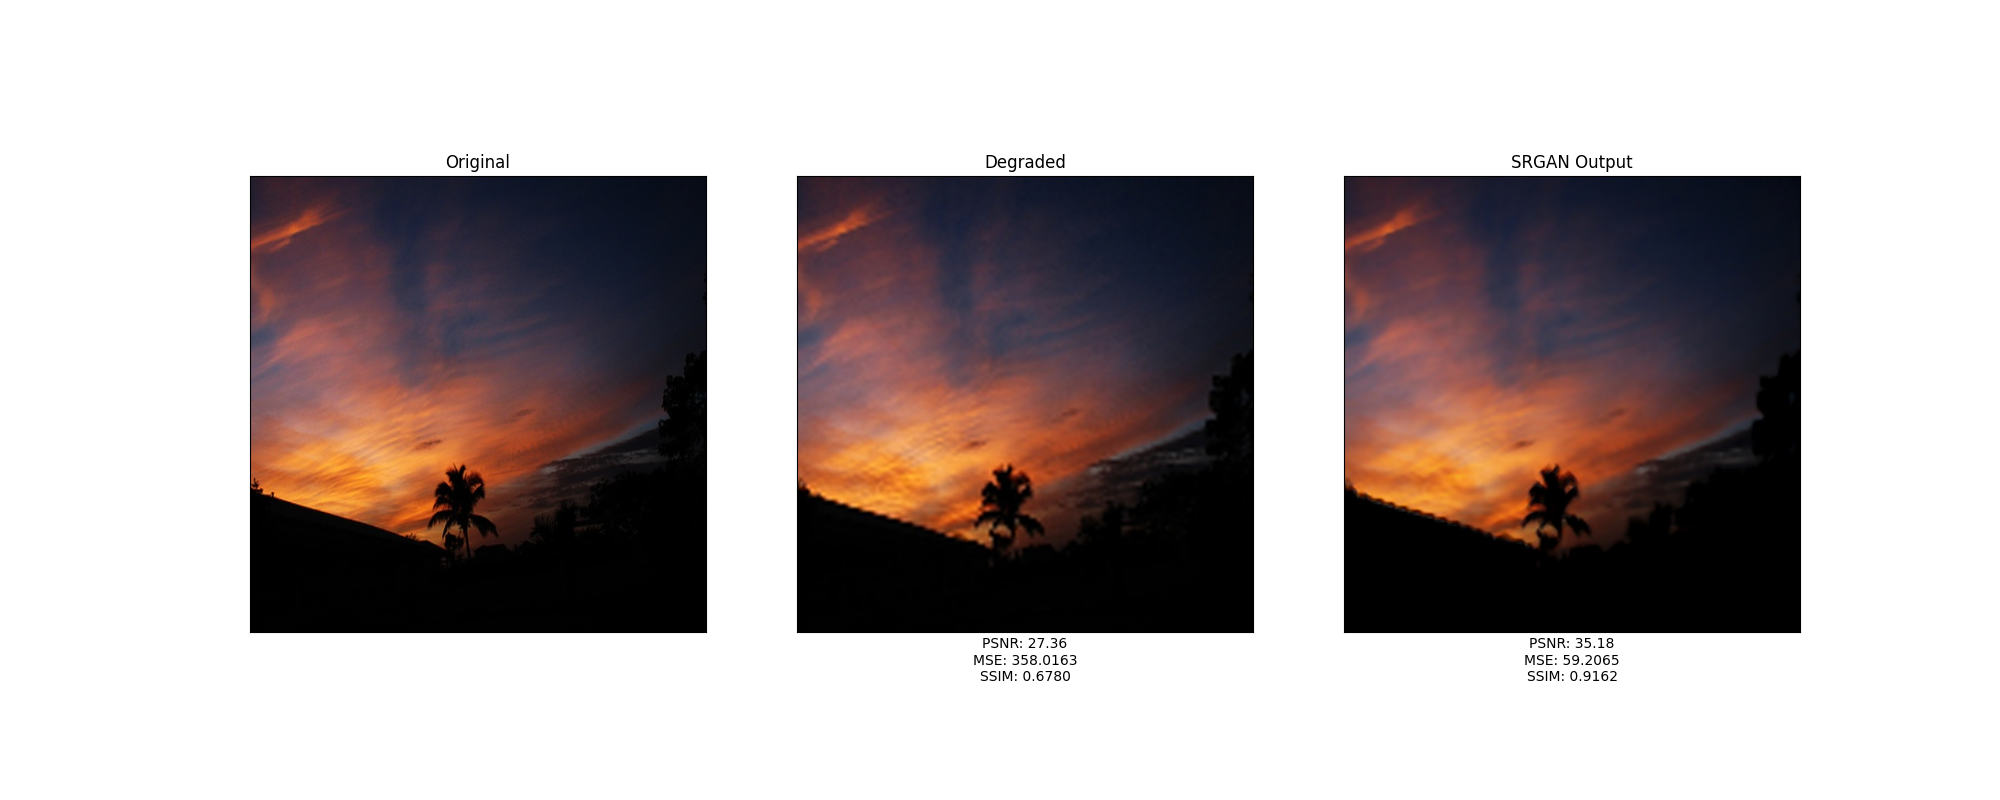 Original
Degraded
SRGAN Output
PSNR: 27.36
MSE: 358.0163
SSIM: 0.6780
PSNR: 35.18
MSE: 59.2065
SSIM: 0.9162